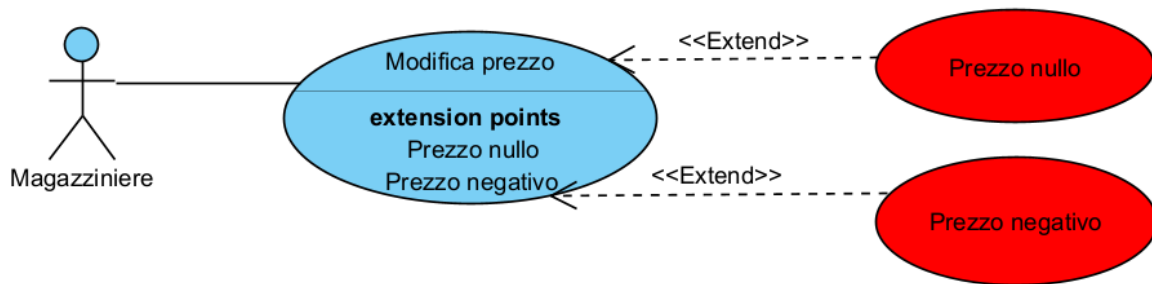 Magazziniere
Modifica prezzo
extension points
Prezzo nullo
Prezzo negativo
<<Extend>>
Prezzo nullo
<<Extend>>
Prezzo negativo